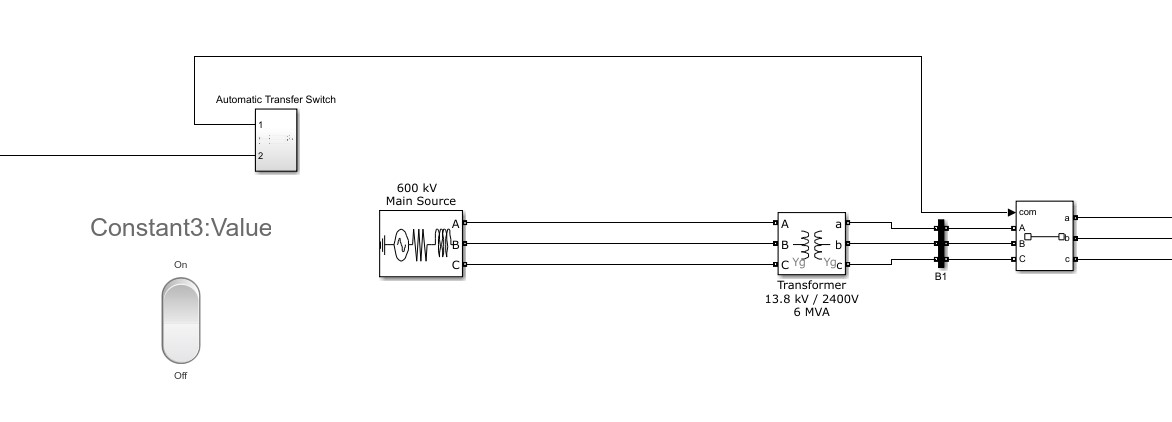 Automatic Transfer Switch
1
2
600 kV
Main Source
Constant3:Value
On
Off
A
B
C
A
B
C
a
b
c
Yg
Yg
Transformer
13.8 kV / 2400V
6 MVA
B1
com
A
B
C
a
b
c